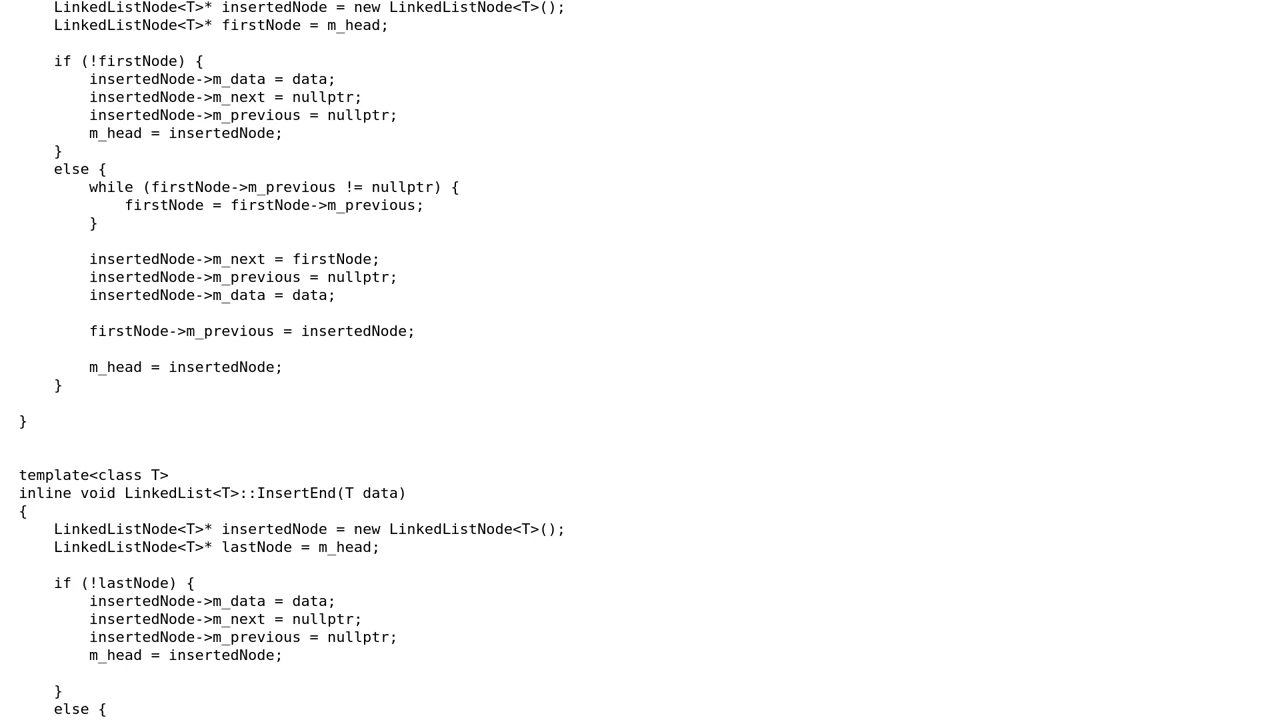 LinkedListNode<T>* insertedNode = new LinkedListNode<T>();
    LinkedListNode<T>* firstNode = m_head;

    if (!firstNode) {
        insertedNode->m_data = data;
        insertedNode->m_next = nullptr;
        insertedNode->m_previous = nullptr;
        m_head = insertedNode;
    }
    else {
        while (firstNode->m_previous != nullptr) {
            firstNode = firstNode->m_previous;
        }

        insertedNode->m_next = firstNode;
        insertedNode->m_previous = nullptr;
        insertedNode->m_data = data;

        firstNode->m_previous = insertedNode;

        m_head = insertedNode;
    }

}


template<class T>
inline void LinkedList<T>::InsertEnd(T data)
{
    LinkedListNode<T>* insertedNode = new LinkedListNode<T>();
    LinkedListNode<T>* lastNode = m_head;

    if (!lastNode) {
        insertedNode->m_data = data;
        insertedNode->m_next = nullptr;
        insertedNode->m_previous = nullptr;
        m_head = insertedNode;

    }
    else {